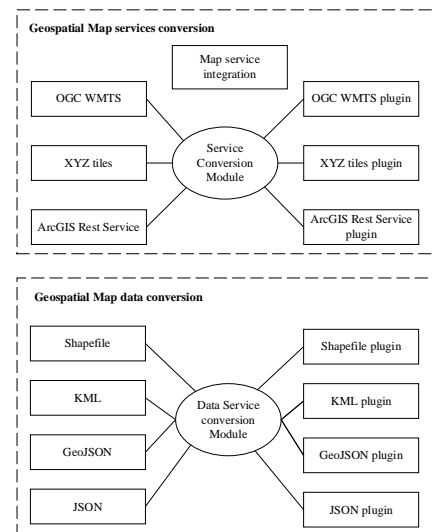 Geospatial Map services conversion
Map service
integration
OGC WMTS
OGC WMTS plugin
XYZ tiles
Service
Conversion
Module
XYZ tiles plugin
ArcGIS Rest Service
ArcGIS Rest Service
plugin
Geospatial Map data conversion
Shapefile
Shapefile plugin
KML
KML plugin
Data Service
conversion
Module
GeoJSON
GeoJSON plugin
JSON
JSON plugin